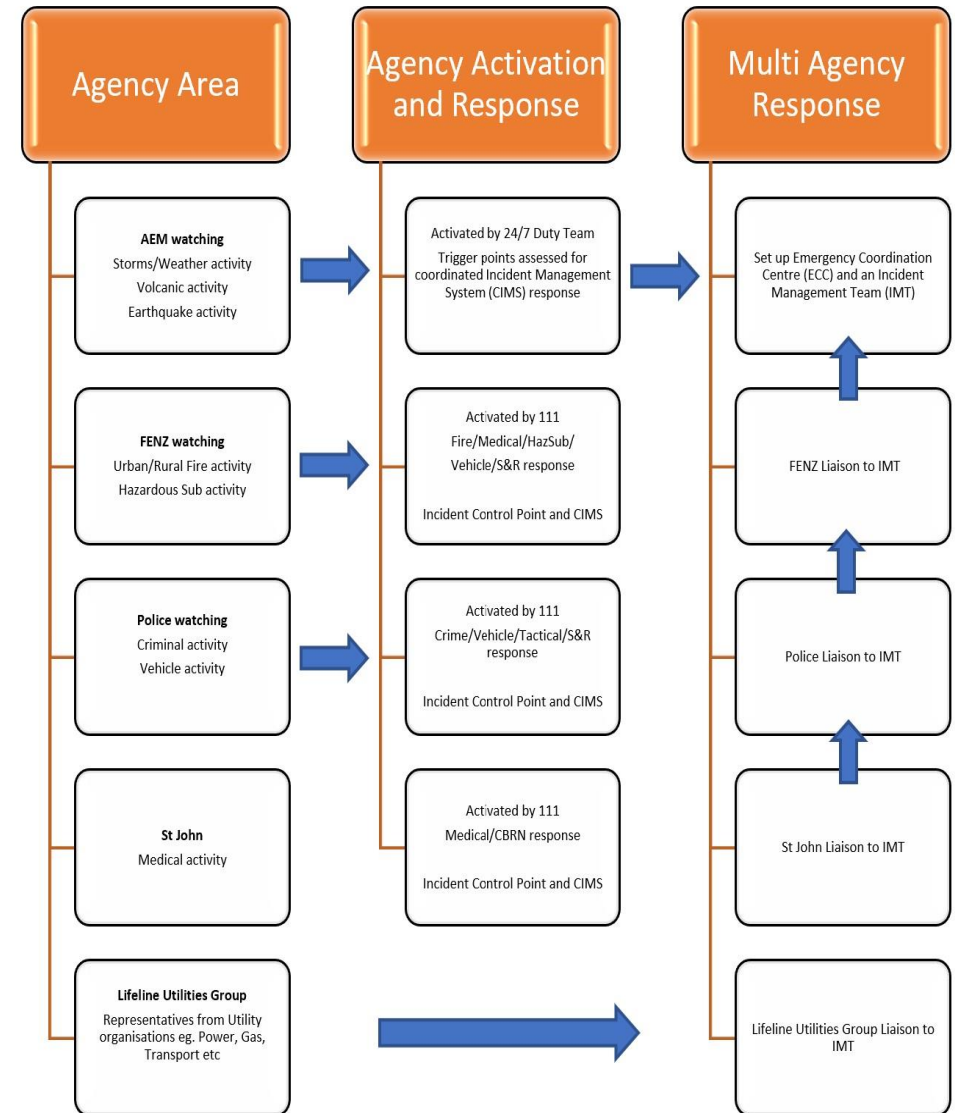 Agency Area
Agency Activation
and Response
Multi Agency
Response
AEM watching
Storms/Weather activity
Volcanic activity
Earthquake activity
Activated by 24/7 Duty Team
Trigger points assessed for
coordinated Incident Management
System (CIMS) response
Set up Emergency Coordination
Centre (ECC) and an Incident
Management Team (IMT)
FENZ watching
Urban/Rural Fire activity
Hazardous Sub activity
Activated by 111
Fire/Medical/HazSub/
Vehicle/S&R response
Incident Control Point and CIMS
FENZ Liaison to IMT
Police watching
Criminal activity
Vehicle activity
Activated by 111
Crime/Vehicle/Tactical/S&R
response
Incident Control Point and CIMS
Police Liaison to IMT
St John
Medical activity
Activated by 111
Medical/CBRN response
Incident Control Point and CIMS
St John Liaison to IMT
Lifeline Utilities Group
Representatives from Utility
organisations eg. Power, Gas,
Transport etc
Lifeline Utilities Group Liaison to
IMT